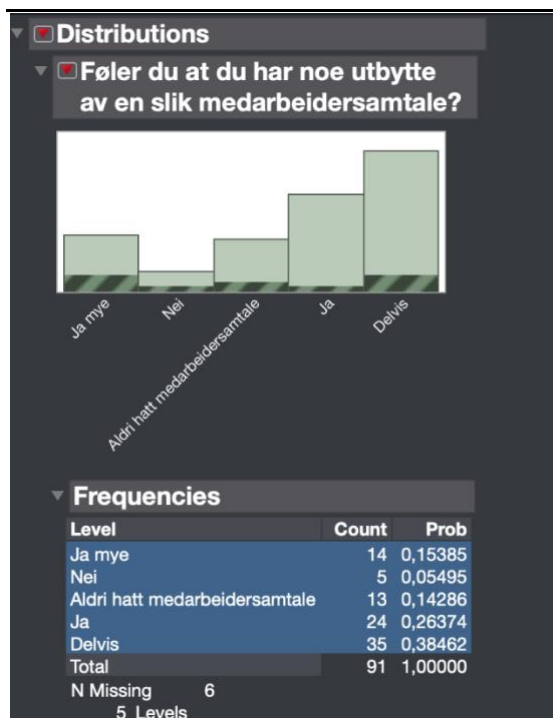 Distributions
Føler du at du har noe utbytte
av en slik medarbeidersamtale?
Ja mye
Nei
Aldri hatt medarbeidersamtale
Ja
Delvis
Frequencies
Level Count Prob
Ja mye 14 0,15385
Nei 5 0,05495
Aldri hatt medarbeidersamtale 13 0,14286
Ja 24 0,26374
Delvis 35 0,38462
Total 91 1,00000
N Missing 6
5 Levels